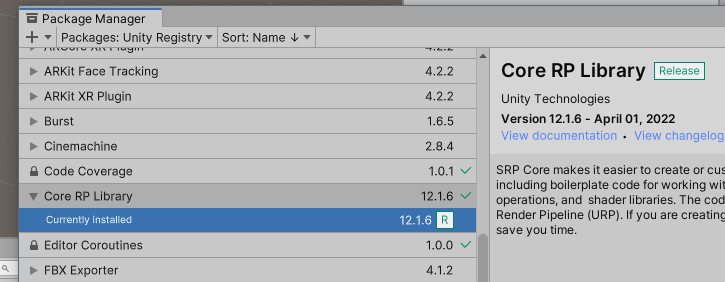 Package Manager
+ Packages: Unity Registry Sort: Name ↓
ARCore XR Plugin 4.2.2
ARKit Face Tracking 4.2.2
ARKit XR Plugin 4.2.2
Burst 1.6.5
Cinemachine 2.8.4
Code Coverage 1.0.1
Core RP Library 12.1.6
Currently installed 12.1.6 R
Editor Coroutines 1.0.0
FBX Exporter 4.1.2
Core RP Library Release
Unity Technologies
Version 12.1.6 - April 01, 2022
View documentation • View changelog
SRP Core makes it easier to create or cus
including boilerplate code for working wit
operations, and shader libraries. The cod
Render Pipeline (URP). If you are creating
save you time.